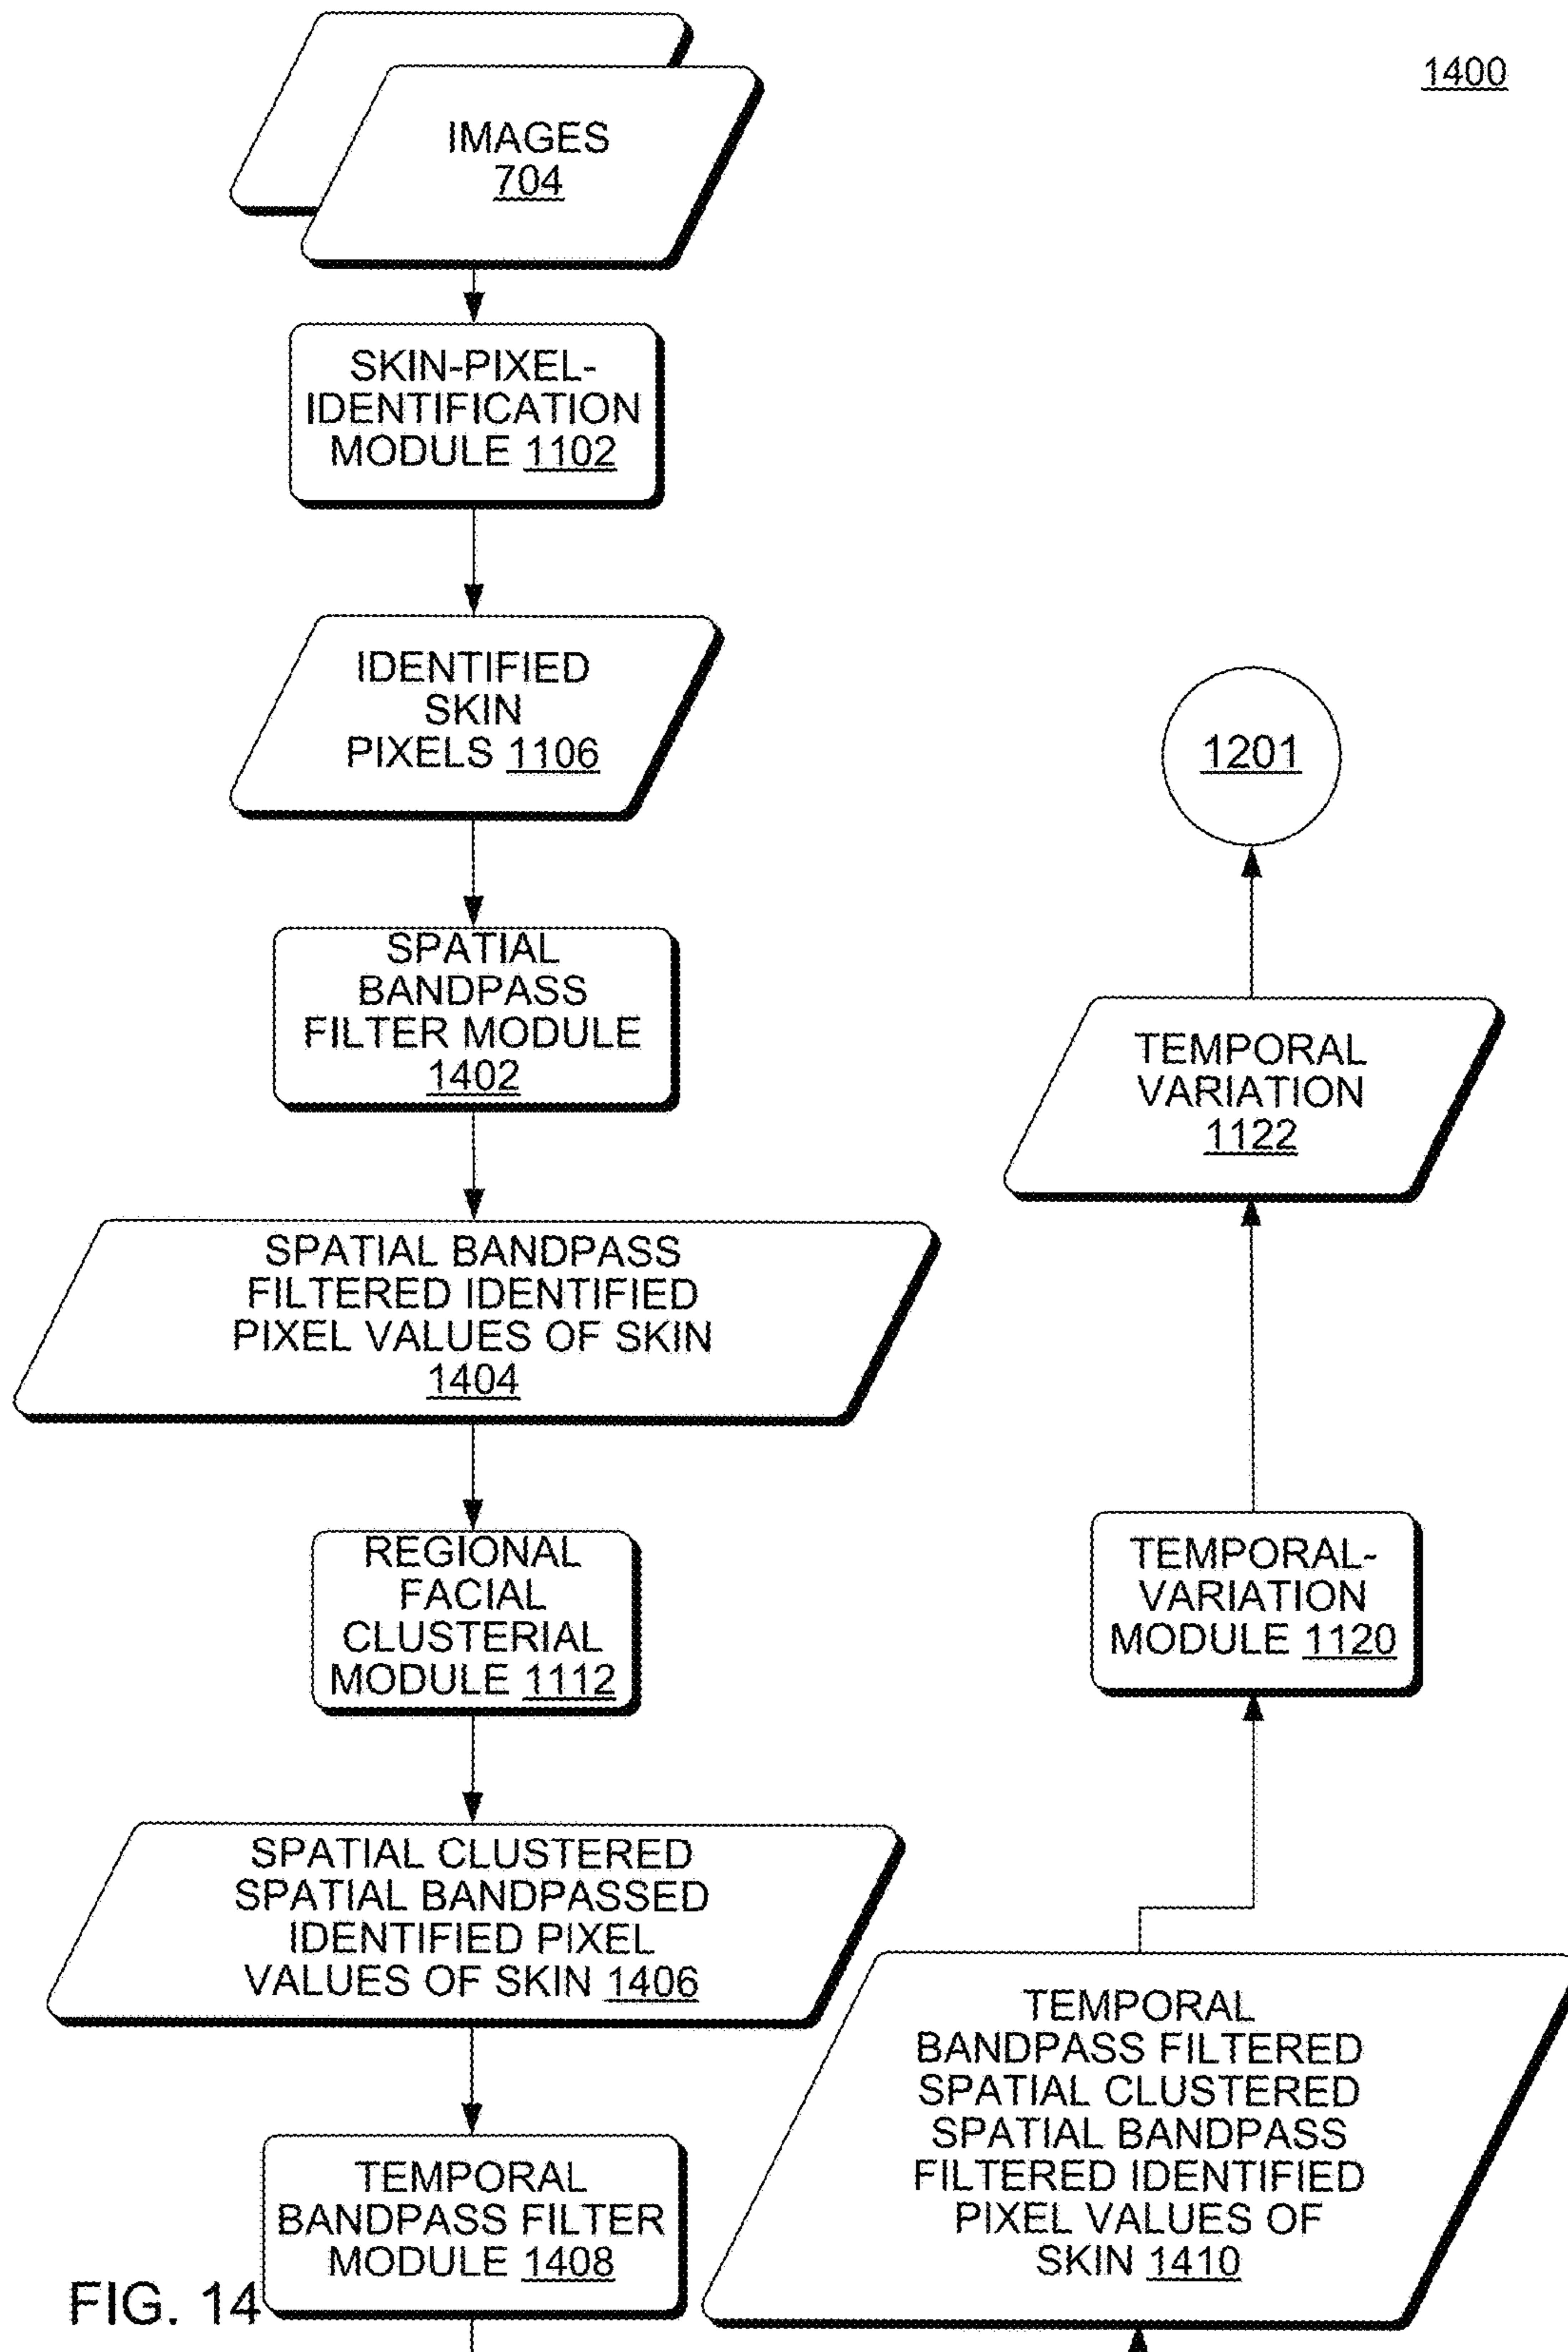 1400
IMAGES
704
SKIN-PIXEL-
IDENTIFICATION
MODULE 1102
IDENTIFIED
SKIN
PIXELS 1106
SPATIAL
BANDPASS
FILTER MODULE
1402
SPATIAL BANDPASS
FILTERED IDENTIFIED
PIXEL VALUES OF SKIN
1404
REGIONAL
FACIAL
CLUSTERIAL
MODULE 1112
SPATIAL CLUSTERED
SPATIAL BANDPASSED
IDENTIFIED PIXEL
VALUES OF SKIN 1406
TEMPORAL
BANDPASS FILTER
MODULE 1408
TEMPORAL
BANDPASS FILTERED
SPATIAL CLUSTERED
SPATIAL BANDPASS
FILTERED IDENTIFIED
PIXEL VALUES OF
SKIN 1410
TEMPORAL-
VARIATION
MODULE 1120
TEMPORAL
VARIATION
1122
1201
FIG. 14